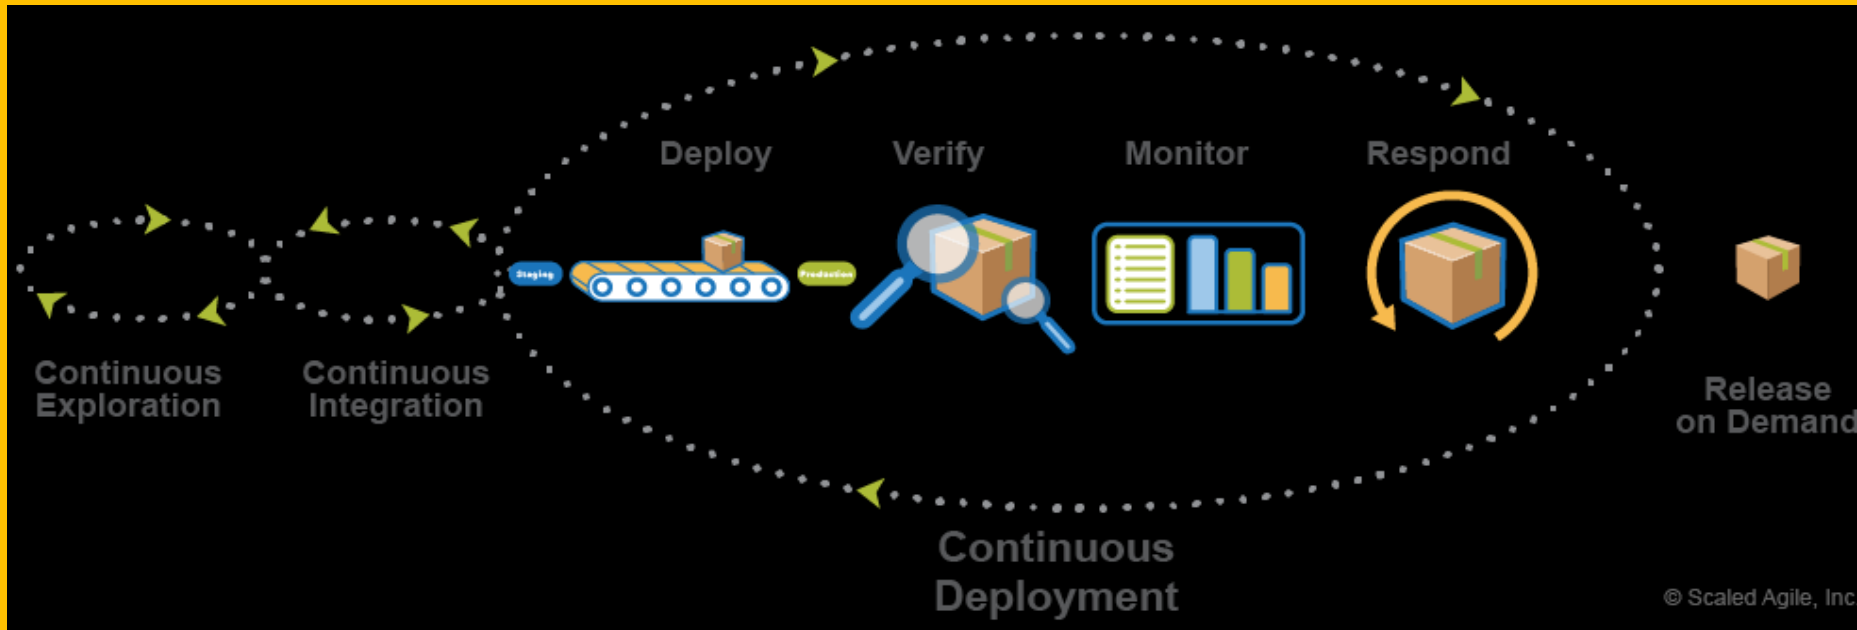 Deploy
Verify
Monitor
Respond
Staging
Production
Continuous
Exploration
Continuous
Integration
Release
on Demand
Continuous
Deployment
© Scaled Agile, Inc.